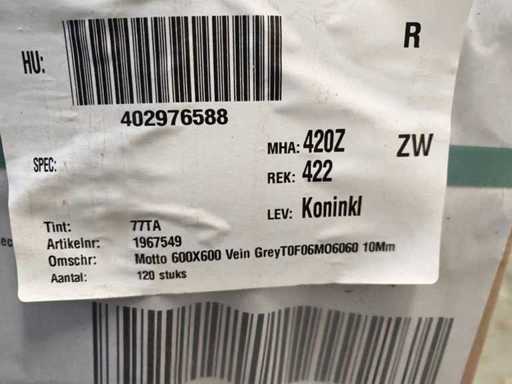 HU:
R
402976588
MHA: 420Z
ZW
SPEC:
REK: 422
LEV: Koninkl
Tint: 77TA
Artikelnr: 1967549
Omschr: Motto 600X600 Vein GreyT0F06MO6060 10Mm
Aantal: 120 stuks